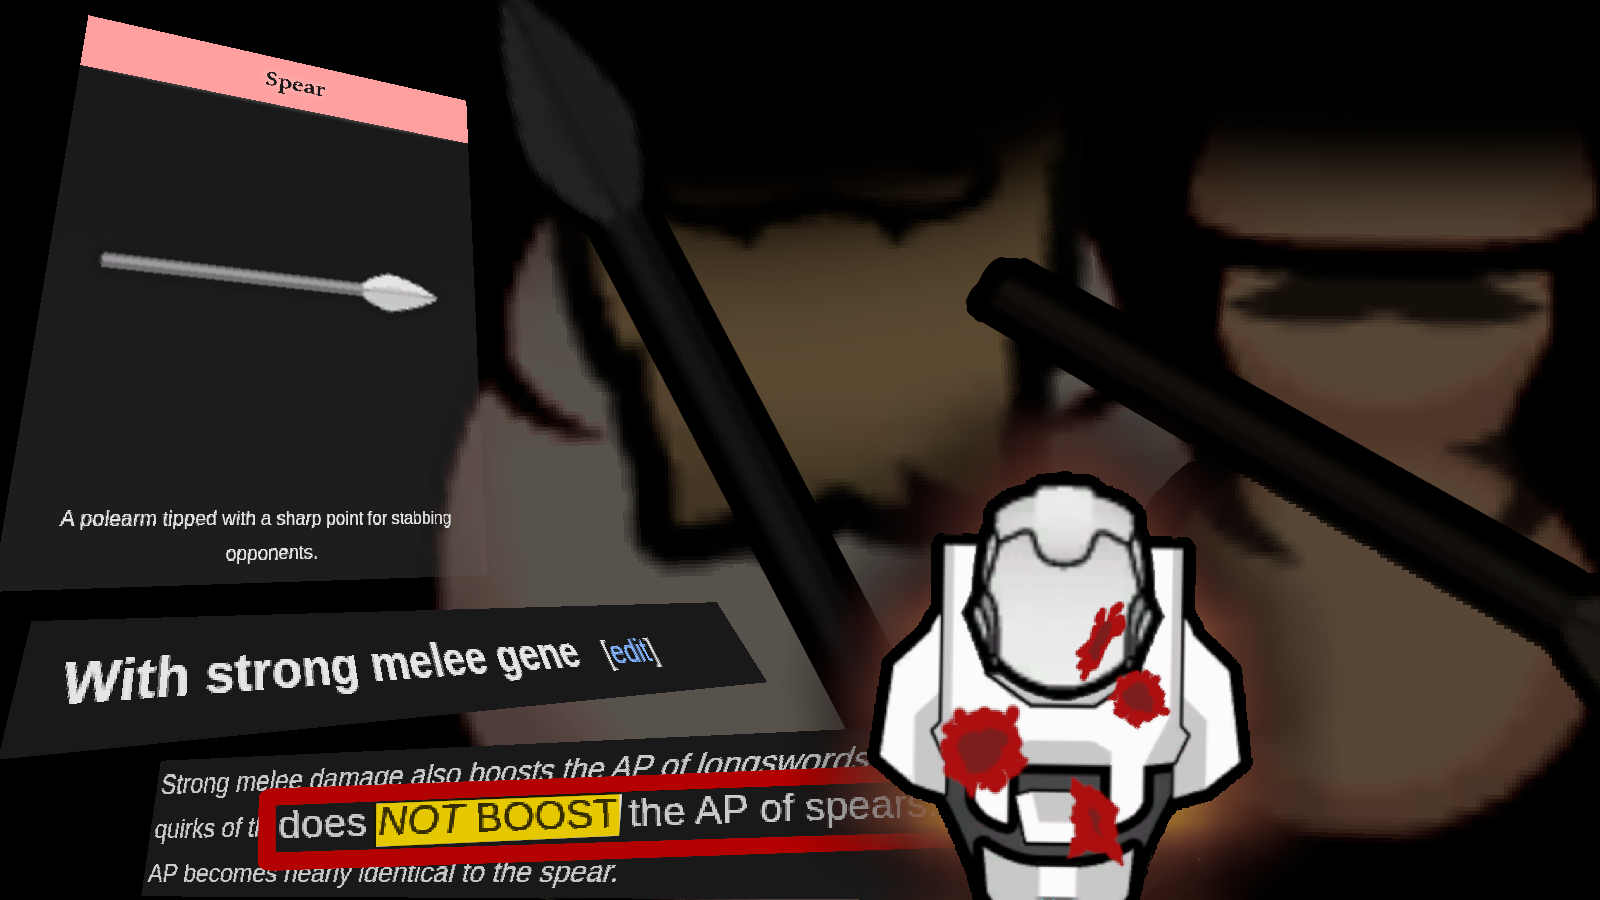 Spear
A polearm tipped with a sharp point for stabbing
opponents.
With strong melee gene [edit]
Strong melee damage also boosts the AP of longswords
quirks of
does NOT BOOST the AP of spears.
AP becomes nearly identical to the spear.